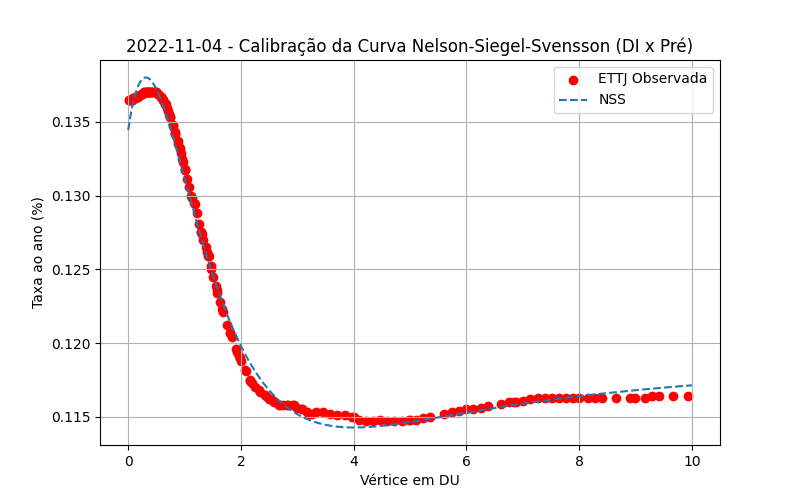 2022-11-04 - Calibração da Curva Nelson-Siegel-Svensson (DI x Pré)
ETTJ Observada
NSS
Taxa ao ano (%)
0.135
0.130
0.125
0.120
0.115
0 2 4 6 8 10
Vértice em DU